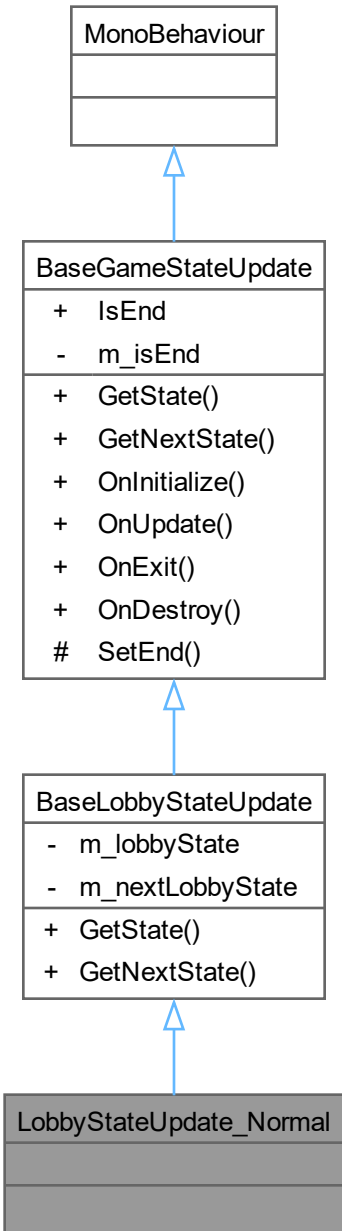 MonoBehaviour
BaseGameStateUpdate
+ IsEnd
- m_isEnd
+ GetState()
+ GetNextState()
+ OnInitialize()
+ OnUpdate()
+ OnExit()
+ OnDestroy()
# SetEnd()
BaseLobbyStateUpdate
- m_lobbyState
- m_nextLobbyState
+ GetState()
+ GetNextState()
LobbyStateUpdate_Normal